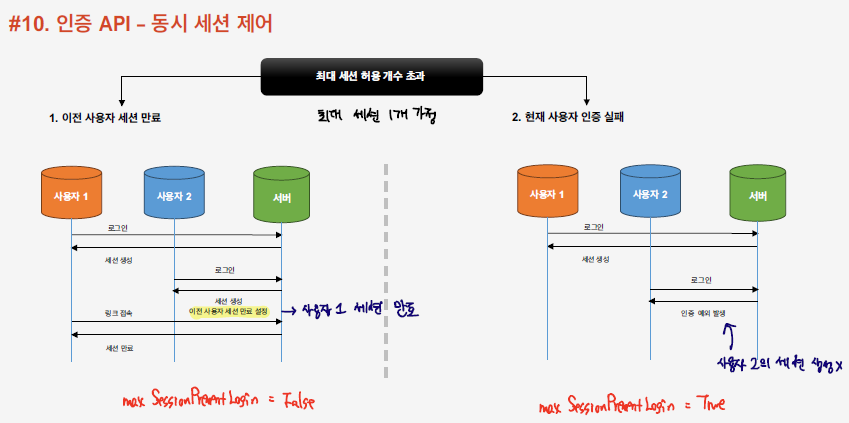 #10. 인증 API – 동시 세션 제어
최대 세션 허용 개수 초과
1. 이전 사용자 세션 만료
최대 세션 1개 가정
2. 현재 사용자 인증 실패
사용자 1
사용자 2
서버
로그인
세션 생성
로그인
세션 생성
이전 사용자 세션 만료 설정
→ 사용자 1 세션 만료
링크 접속
세션 만료
max SessionPrevent Login = False
사용자 1
사용자 2
서버
로그인
세션 생성
로그인
인증 예외 발생
사용자 2의 세션 생성 X
max SessionPrevent Login = True